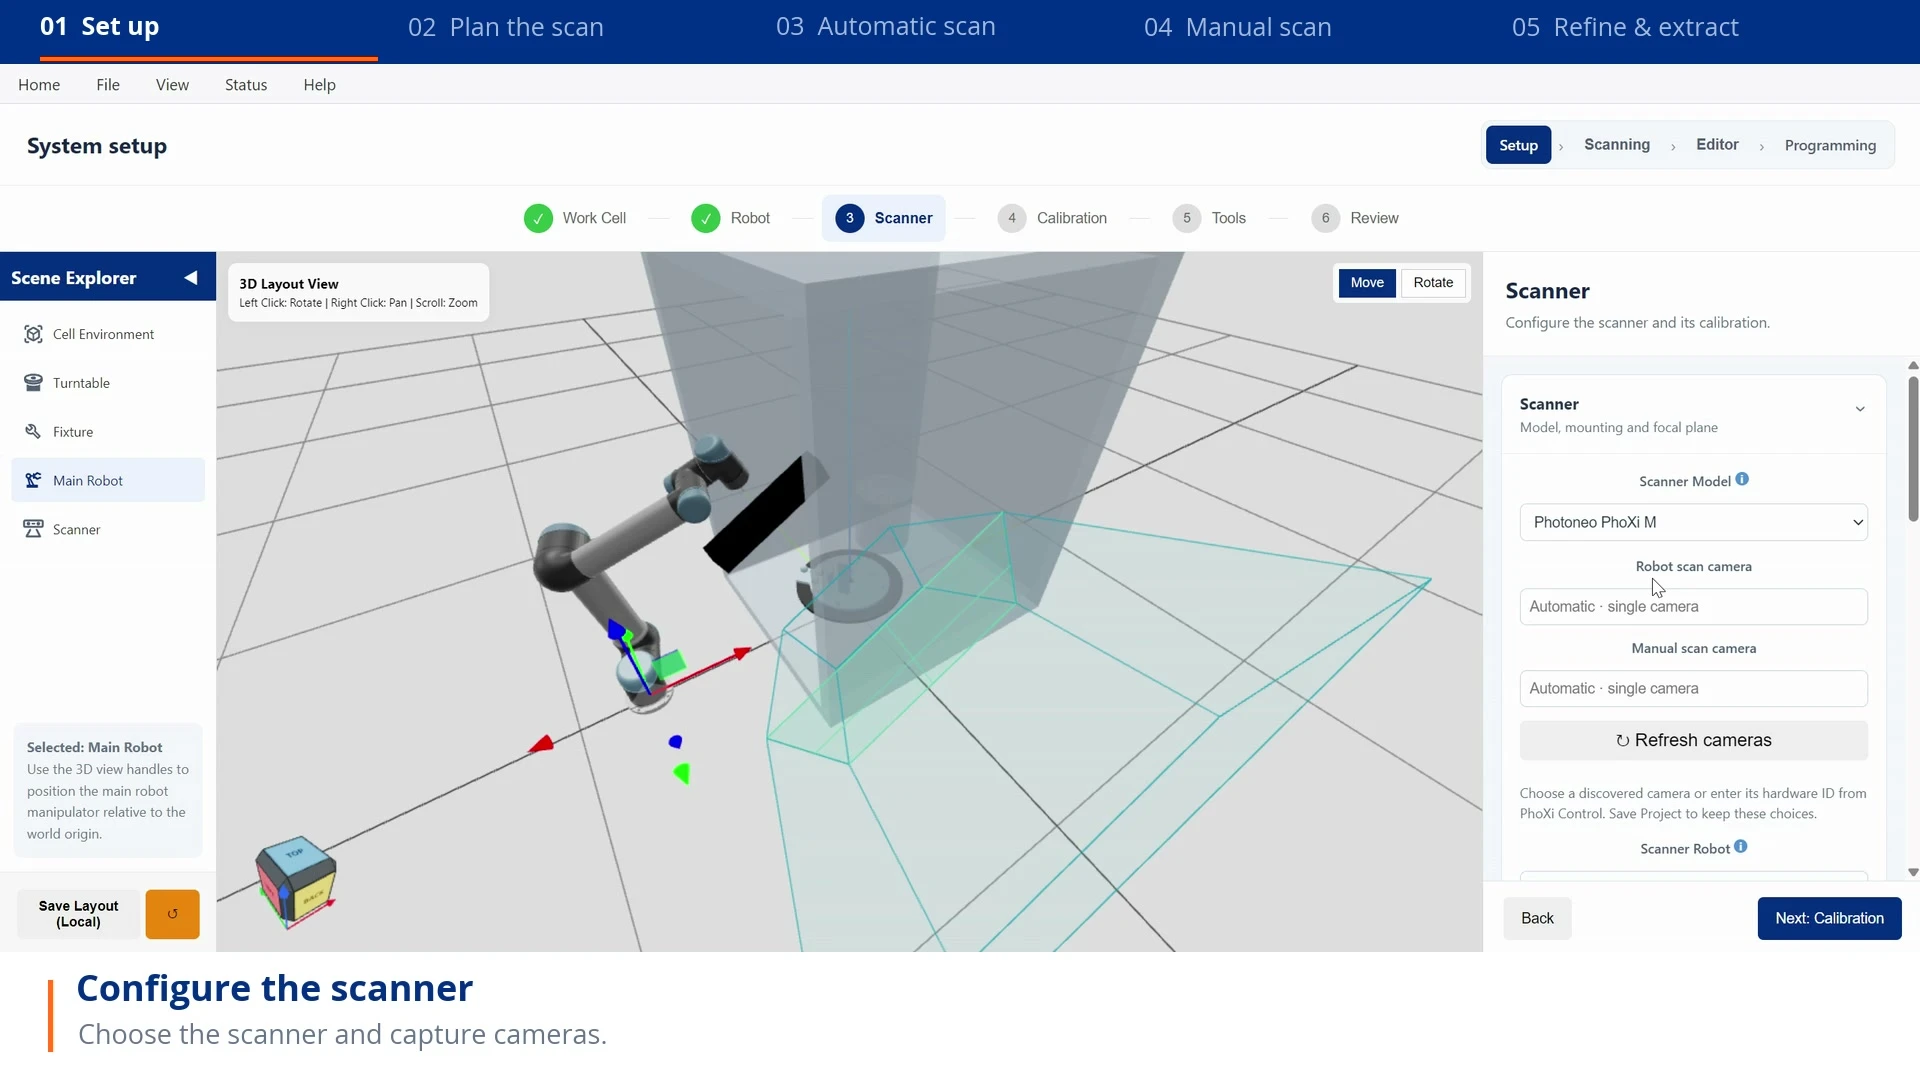 01 Set up
02 Plan the scan
03 Automatic scan
04 Manual scan
05 Refine & extract
Home File View Status Help
System setup
Setup › Scanning › Editor › Programming
✓ Work Cell
✓ Robot
3 Scanner
4 Calibration
5 Tools
6 Review
Scene Explorer ◀
Cell Environment
Turntable
Fixture
Main Robot
Scanner
Selected: Main Robot
Use the 3D view handles to
position the main robot
manipulator relative to the
world origin.
Save Layout
(Local)
↺
3D Layout View
Left Click: Rotate | Right Click: Pan | Scroll: Zoom
Move Rotate
TOP
BACK
Scanner
Configure the scanner and its calibration.
Scanner
Model, mounting and focal plane
Scanner Model
Photoneo PhoXi M
Robot scan camera
Automatic · single camera
Manual scan camera
Automatic · single camera
↻ Refresh cameras
Choose a discovered camera or enter its hardware ID from
PhoXi Control. Save Project to keep these choices.
Scanner Robot
Back
Next: Calibration
Configure the scanner
Choose the scanner and capture cameras.